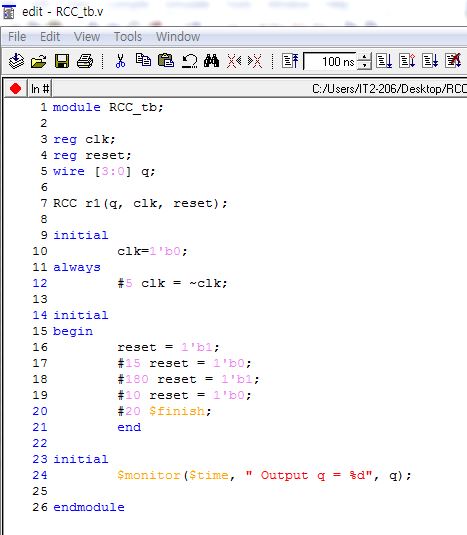 edit - RCC_tb.v
File Edit View Tools Window
100 ns
ln # C:/Users/IT2-206/Desktop/RCC
1 module RCC_tb;
2
3 reg clk;
4 reg reset;
5 wire [3:0] q;
6
7 RCC r1(q, clk, reset);
8
9 initial
10 clk=1'b0;
11 always
12 #5 clk = ~clk;
13
14 initial
15 begin
16 reset = 1'b1;
17 #15 reset = 1'b0;
18 #180 reset = 1'b1;
19 #10 reset = 1'b0;
20 #20 $finish;
21 end
22
23 initial
24 $monitor($time, " Output q = %d", q);
25
26 endmodule